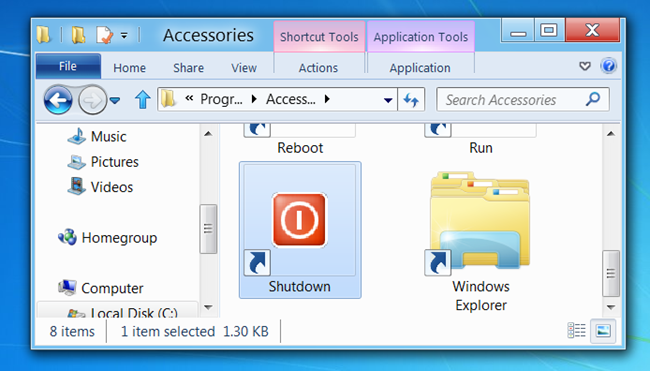 Accessories
Shortcut Tools
Application Tools
File
Home
Share
View
Actions
Application
?
« Progr...
Access...
Search Accessories
Music
Pictures
Videos
Homegroup
Computer
Local Disk (C:)
Reboot
Run
Shutdown
Windows
Explorer
8 items
1 item selected 1.30 KB